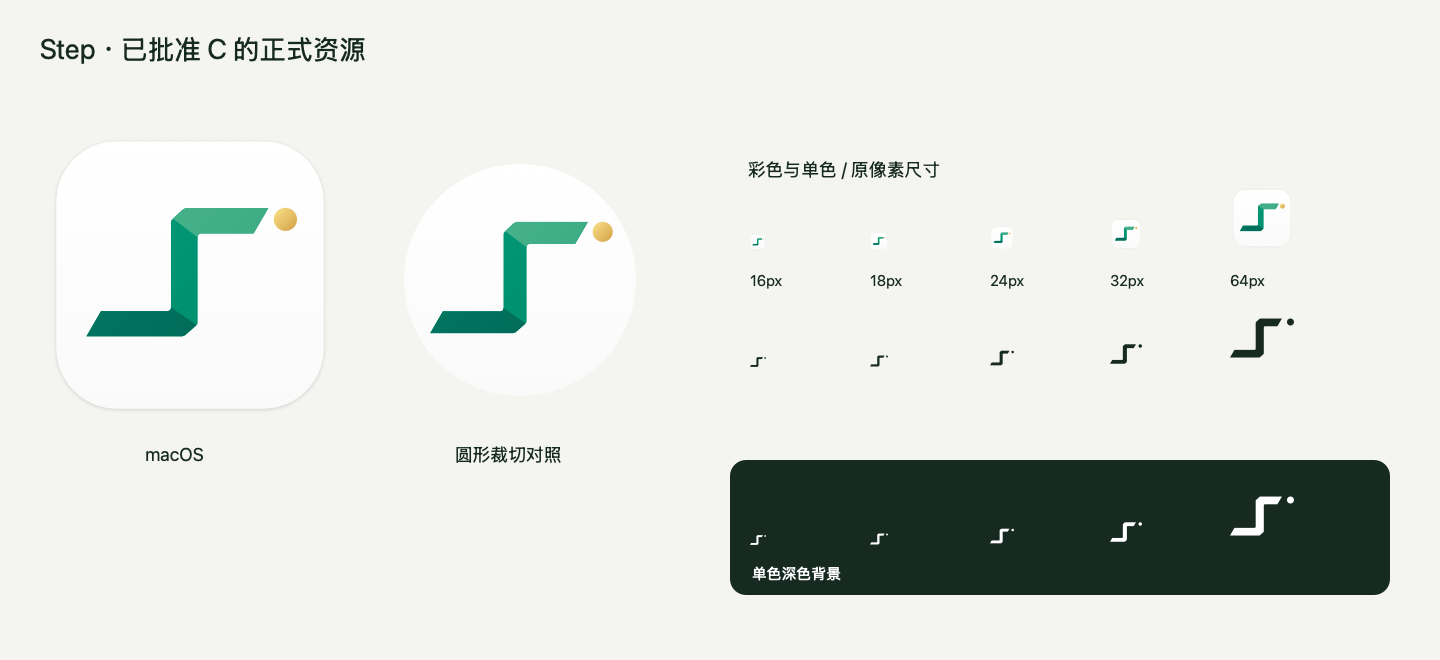 Step · 已批准 C 的正式资源
macOS
圆形裁切对照
彩色与单色 / 原像素尺寸
16px
18px
24px
32px
64px
单色深色背景